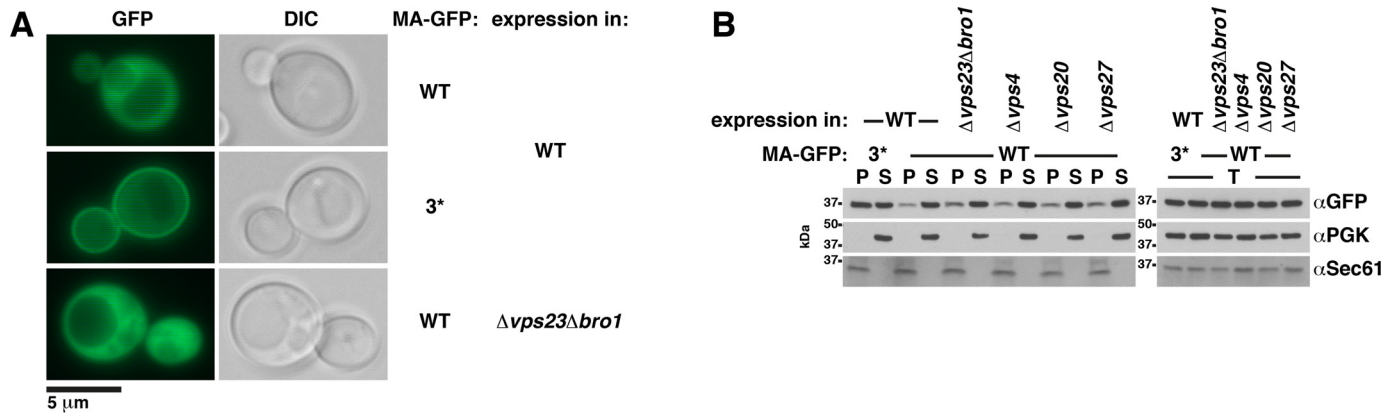 A
GFP DIC MA-GFP: expression in:
WT
WT
3*
WT Δvps23Δbro1
5 μm
B
Δvps23Δbro1 Δvps4 Δvps20 Δvps27
Δvps23Δbro1 Δvps4 Δvps20 Δvps27
expression in: WT WT
MA-GFP: 3* WT 3* WT
P S P S P S P S P S P S T
37- 37- αGFP
50- 50-
kDa
37- 37- αPGK
37- 37- αSec61